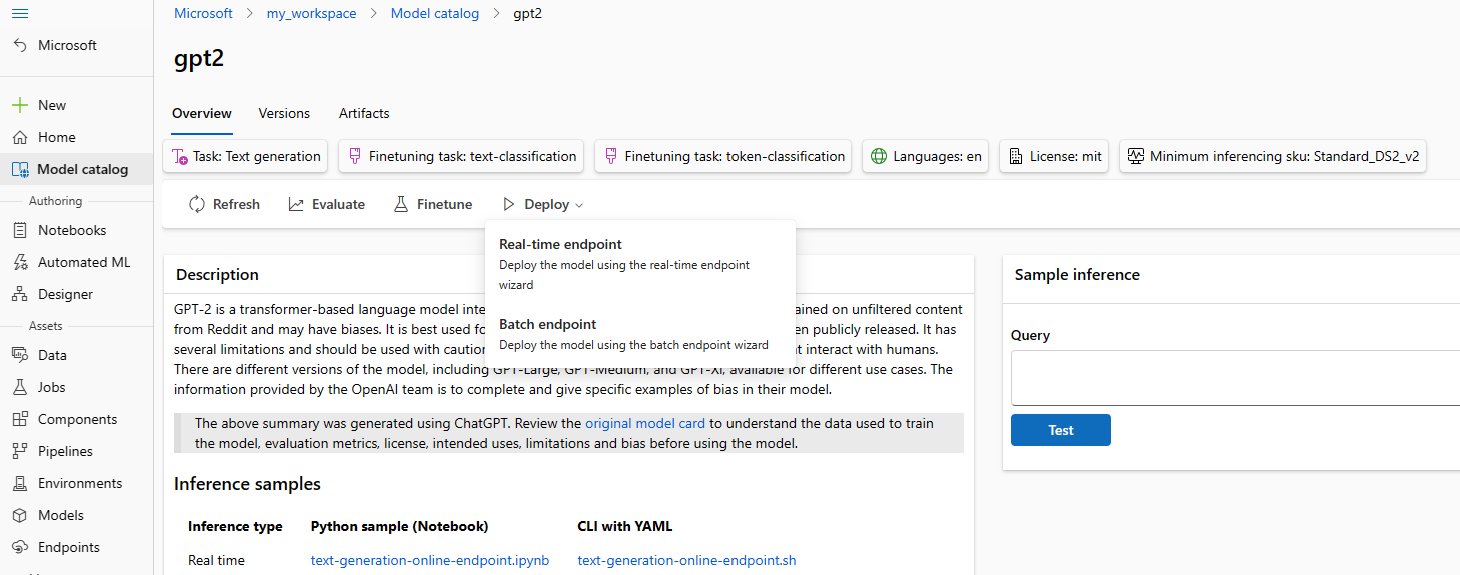 Microsoft > my_workspace > Model catalog > gpt2
Microsoft
New
Home
Model catalog
Authoring
Notebooks
Automated ML
Designer
Assets
Data
Jobs
Components
Pipelines
Environments
Models
Endpoints
gpt2
Overview Versions Artifacts
Task: Text generation Finetuning task: text-classification Finetuning task: token-classification Languages: en License: mit Minimum inferencing sku: Standard_DS2_v2
Refresh Evaluate Finetune Deploy
Real-time endpoint
Deploy the model using the real-time endpoint
wizard
Batch endpoint
Deploy the model using the batch endpoint wizard
Description
GPT-2 is a transformer-based language model ained on unfiltered content
from Reddit and may have biases. It is best used publicly released. It has
several limitations and should be used with interact with humans.
There are different versions of the model, including GPT-Large, GPT-Medium, and GPT-Xl, available for different use cases. The
information provided by the OpenAI team is to complete and give specific examples of bias in their model.
The above summary was generated using ChatGPT. Review the original model card to understand the data used to train
the model, evaluation metrics, license, intended uses, limitations and bias before using the model.
Inference samples
Inference type Python sample (Notebook) CLI with YAML
Real time text-generation-online-endpoint.ipynb text-generation-online-endpoint.sh
Sample inference
Query
Test